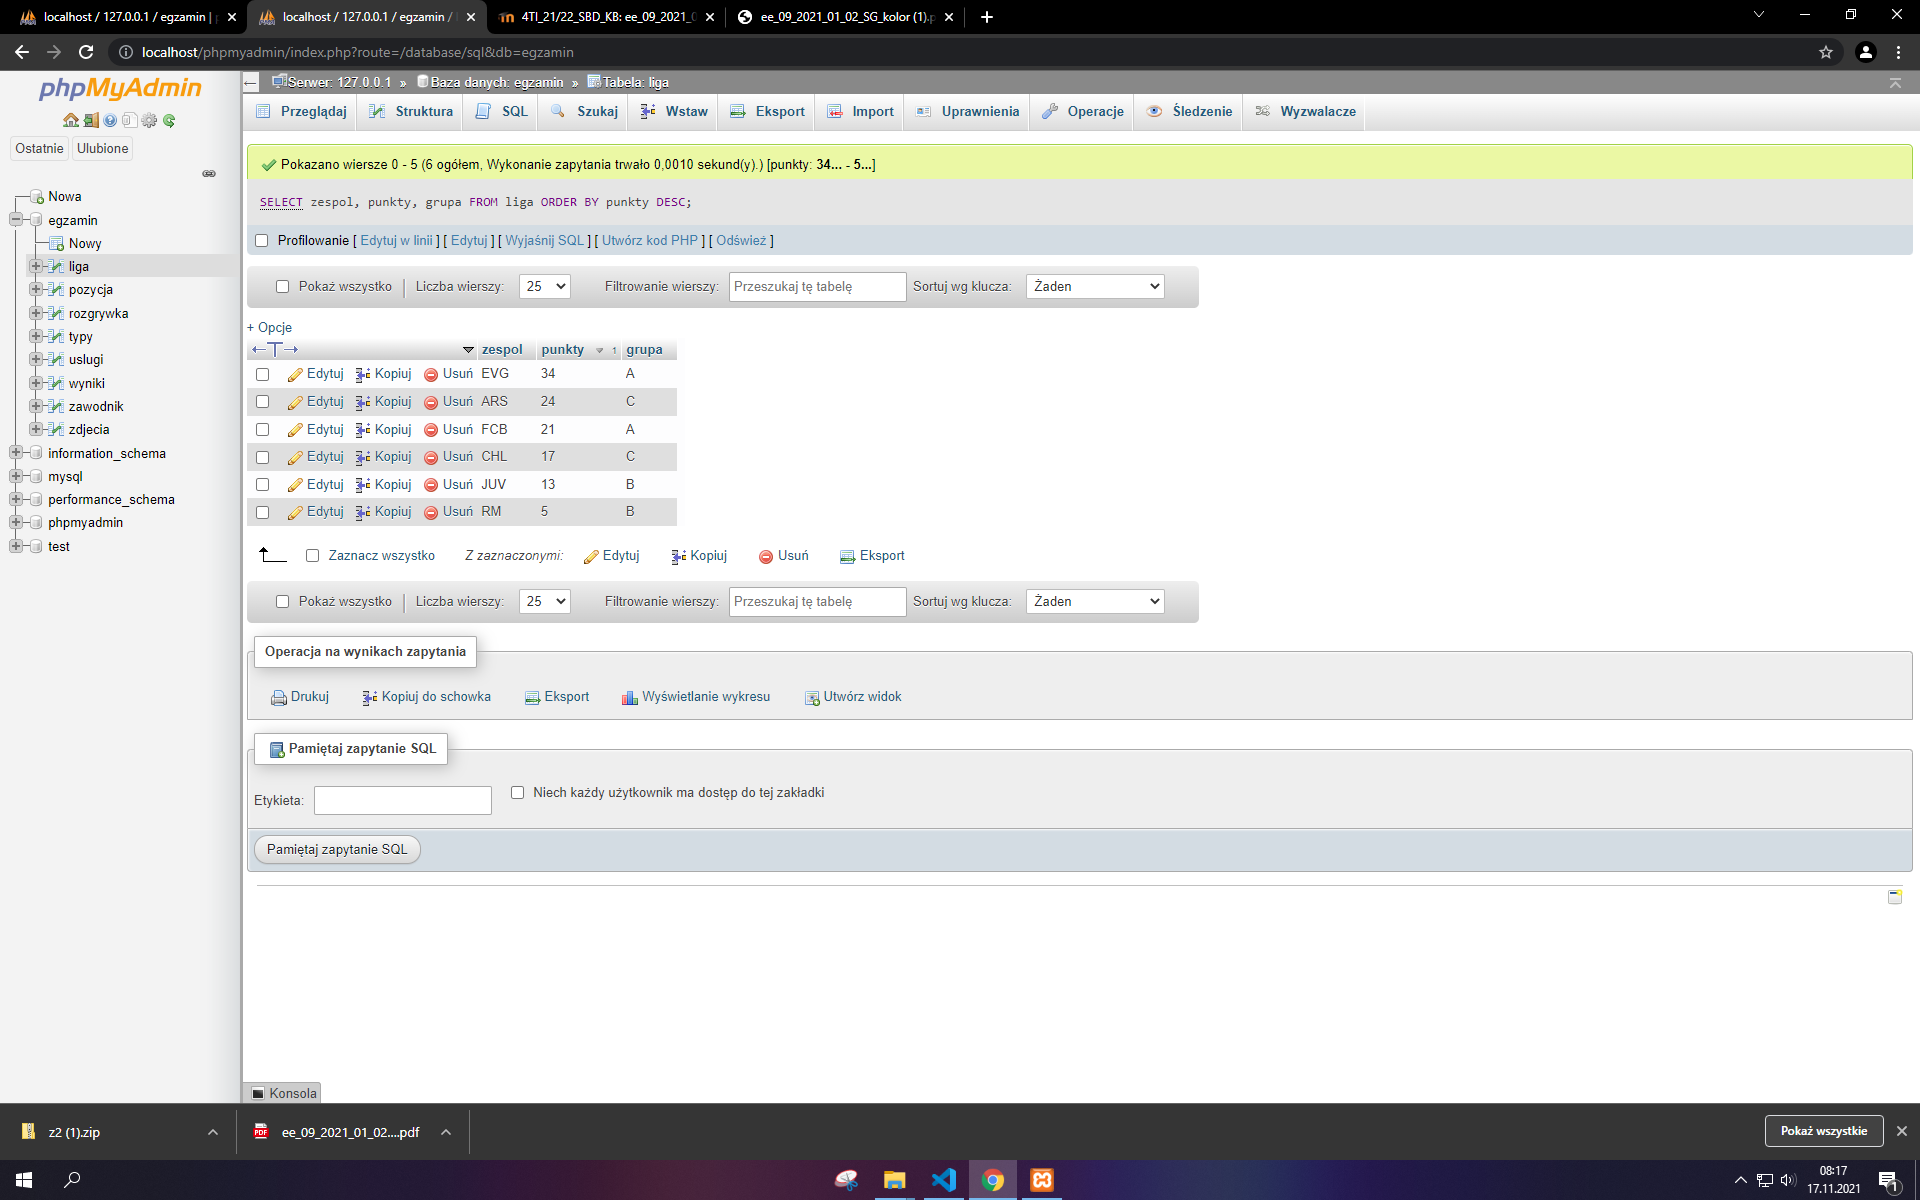 localhost / 127.0.0.1 / egzamin | p
localhost / 127.0.0.1 / egzamin /
4TI_21/22_SBD_KB: ee_09_2021_0
ee_09_2021_01_02_SG_kolor (1).p
localhost/phpmyadmin/index.php?route=/database/sql&db=egzamin
phpMyAdmin
Ostatnie
Ulubione
Nowa
egzamin
Nowy
liga
pozycja
rozgrywka
typy
uslugi
wyniki
zawodnik
zdjecia
information_schema
mysql
performance_schema
phpmyadmin
test
Serwer: 127.0.0.1 » Baza danych: egzamin » Tabela: liga
Przeglądaj Struktura SQL Szukaj Wstaw Eksport Import Uprawnienia Operacje Śledzenie Wyzwalacze
Pokazano wiersze 0 - 5 (6 ogółem, Wykonanie zapytania trwało 0,0010 sekund(y).) [punkty: 34... - 5...]
SELECT zespol, punkty, grupa FROM liga ORDER BY punkty DESC;
Profilowanie [ Edytuj w linii ] [ Edytuj ] [ Wyjaśnij SQL ] [ Utwórz kod PHP ] [ Odśwież ]
Pokaż wszystko Liczba wierszy: 25 Filtrowanie wierszy: Przeszukaj tę tabelę Sortuj wg klucza: Żaden
+ Opcje
zespol punkty 1 grupa
Edytuj Kopiuj Usuń EVG 34 A
Edytuj Kopiuj Usuń ARS 24 C
Edytuj Kopiuj Usuń FCB 21 A
Edytuj Kopiuj Usuń CHL 17 C
Edytuj Kopiuj Usuń JUV 13 B
Edytuj Kopiuj Usuń RM 5 B
Zaznacz wszystko Z zaznaczonymi: Edytuj Kopiuj Usuń Eksport
Pokaż wszystko Liczba wierszy: 25 Filtrowanie wierszy: Przeszukaj tę tabelę Sortuj wg klucza: Żaden
Operacja na wynikach zapytania
Drukuj Kopiuj do schowka Eksport Wyświetlanie wykresu Utwórz widok
Pamiętaj zapytanie SQL
Etykieta: Niech każdy użytkownik ma dostęp do tej zakładki
Pamiętaj zapytanie SQL
Konsola
z2 (1).zip
ee_09_2021_01_02....pdf
Pokaż wszystkie
08:17
17.11.2021
1